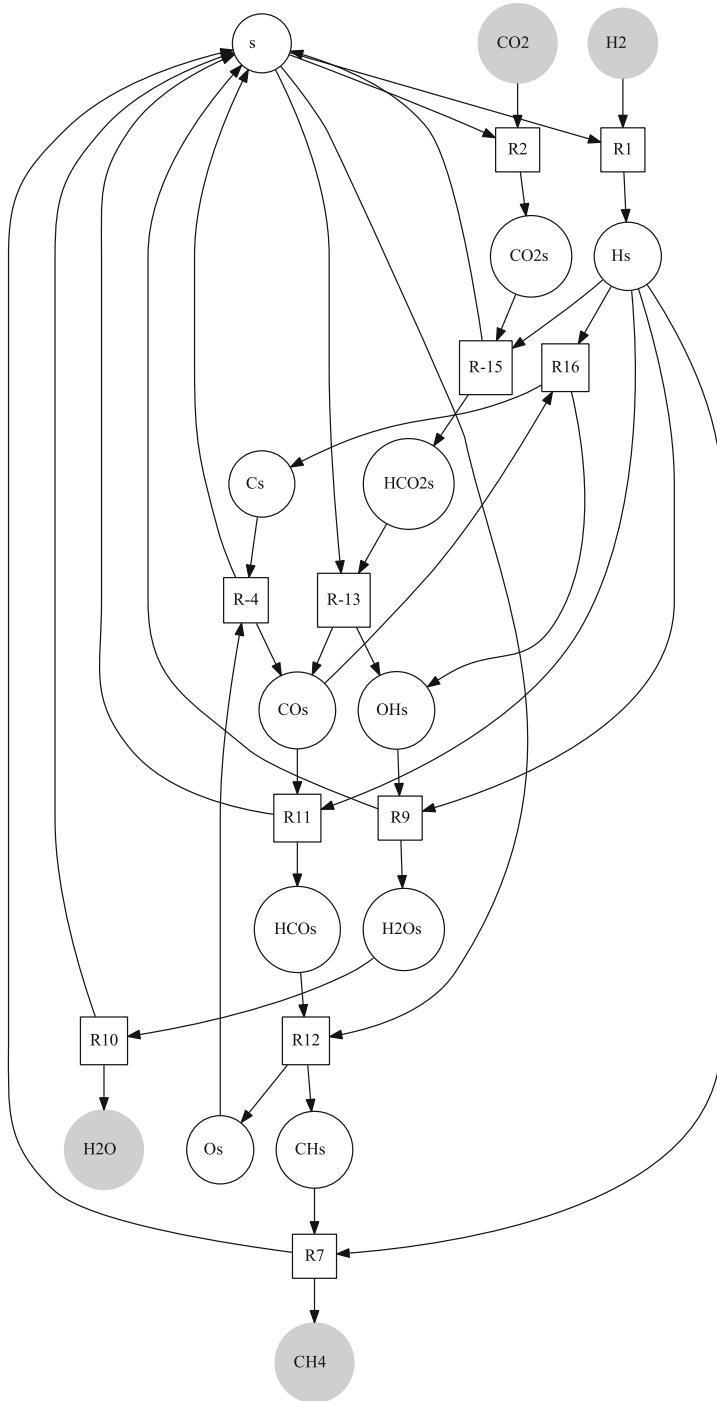 s
CO2
H2
R2
R1
CO2s
Hs
R-15
R16
Cs
HCO2s
R-4
R-13
COs
OHs
R11
R9
HCOs
H2Os
R10
R12
H2O
Os
CHs
R7
CH4